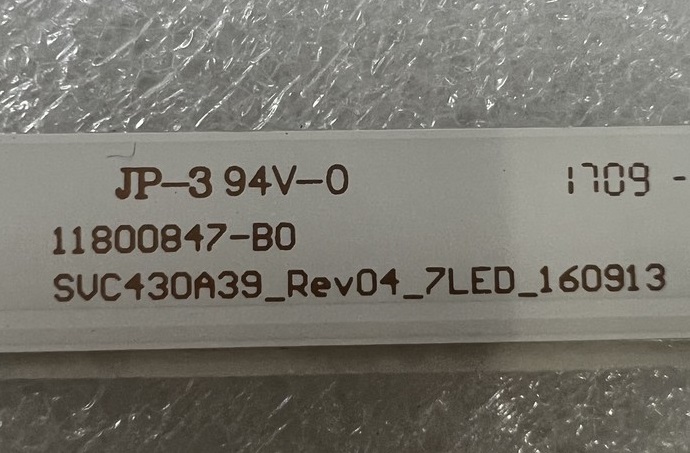 JP-3 94V-0 1709 -
11800847-B0
SVC430A39_Rev04_7LED_160913